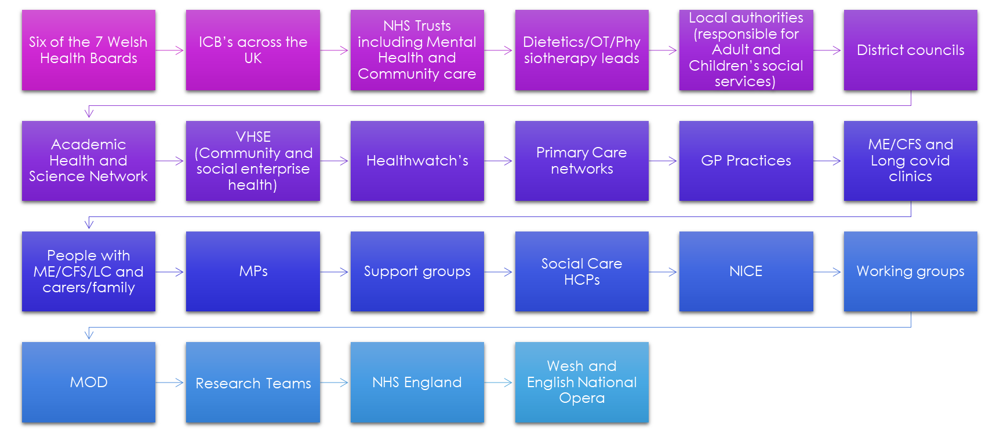 Six of the 7 Welsh
Health Boards
ICB’s across the
UK
NHS Trusts
including Mental
Health and
Community care
Dietetics/OT/Phy
siotherapy leads
Local authorities
(responsible for
Adult and
Children’s social
services)
District councils
Academic
Health and
Science Network
VHSE
(Community and
social enterprise
health)
Healthwatch’s
Primary Care
networks
GP Practices
ME/CFS and
Long covid
clinics
People with
ME/CFS/LC and
carers/family
MPs
Support groups
Social Care
HCPs
NICE
Working groups
MOD
Research Teams
NHS England
Wesh and
English National
Opera